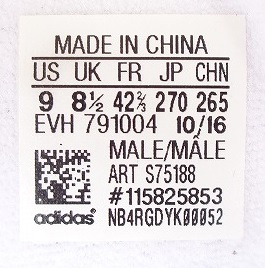 MADE IN CHINA
US UK FR JP CHN
9 8½ 42⅔ 270 265
EVH 791004 10/16
MALE/MÂLE
ART S75188
#115825853
adidas® NB4RGDYK00052